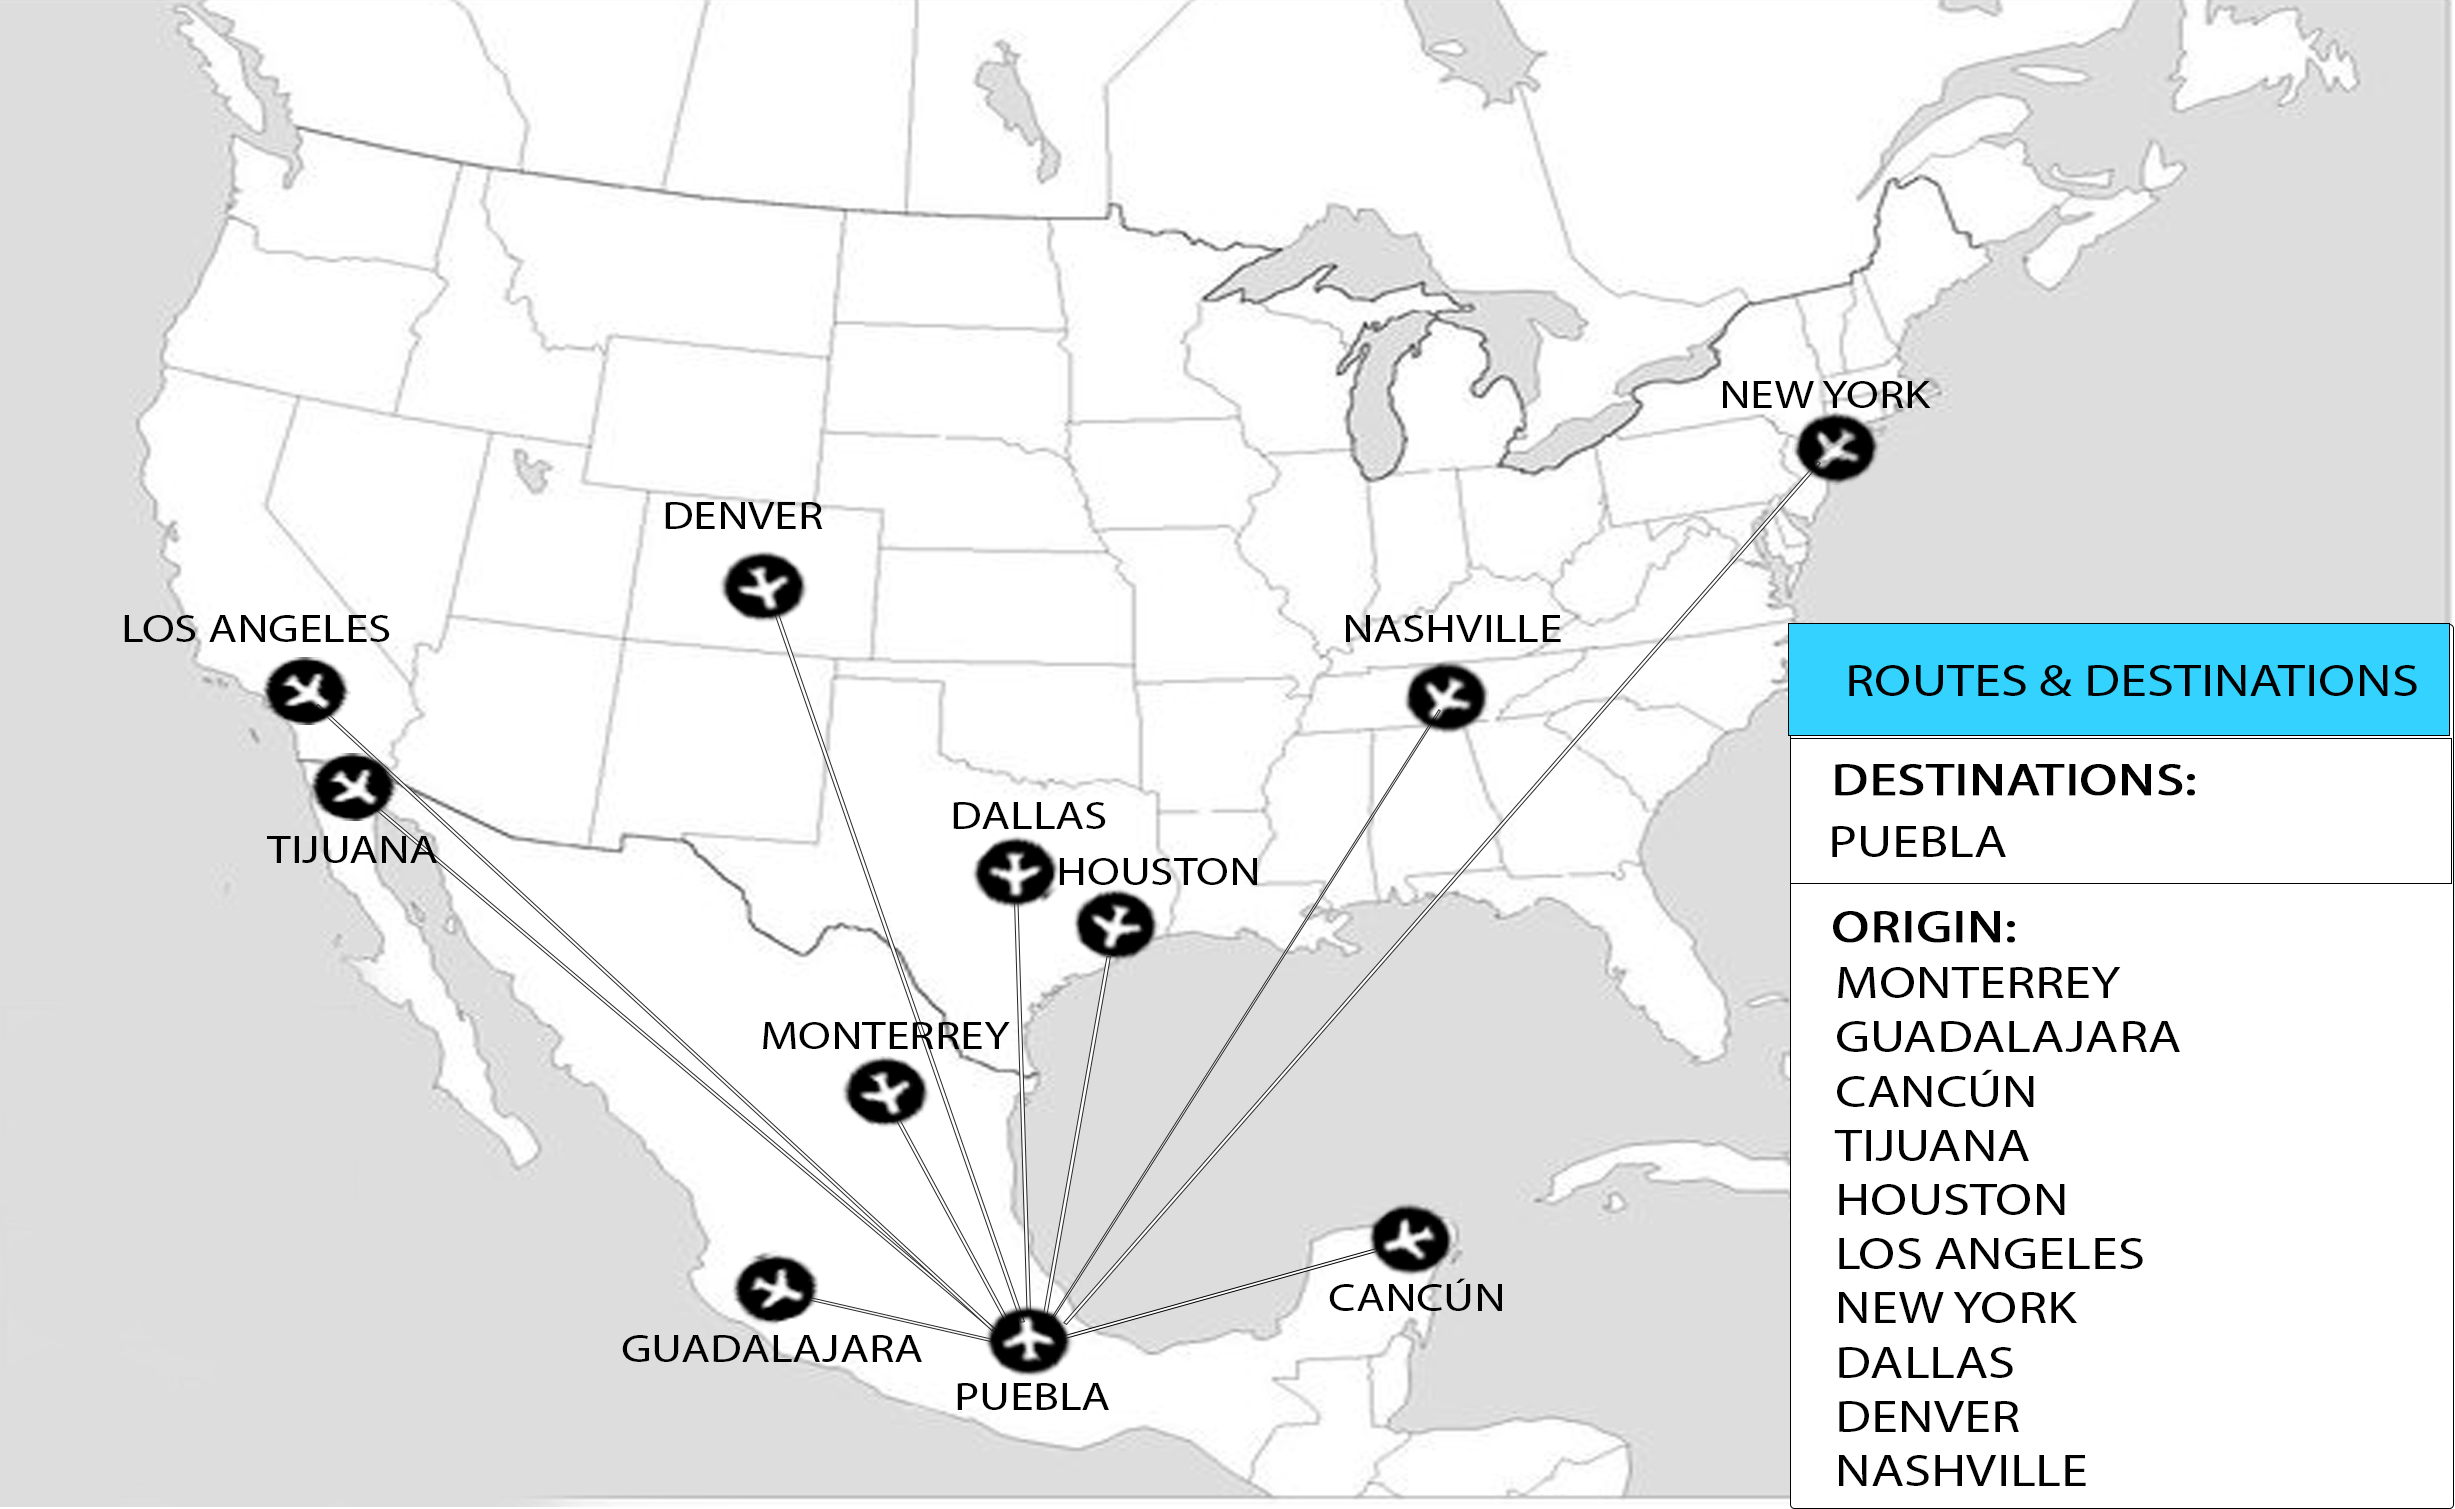 NEW YORK
DENVER
LOS ANGELES
NASHVILLE
TIJUANA
DALLAS
HOUSTON
MONTERREY
CANCÚN
GUADALAJARA
PUEBLA
ROUTES & DESTINATIONS
DESTINATIONS:
PUEBLA
ORIGIN:
MONTERREY
GUADALAJARA
CANCÚN
TIJUANA
HOUSTON
LOS ANGELES
NEW YORK
DALLAS
DENVER
NASHVILLE